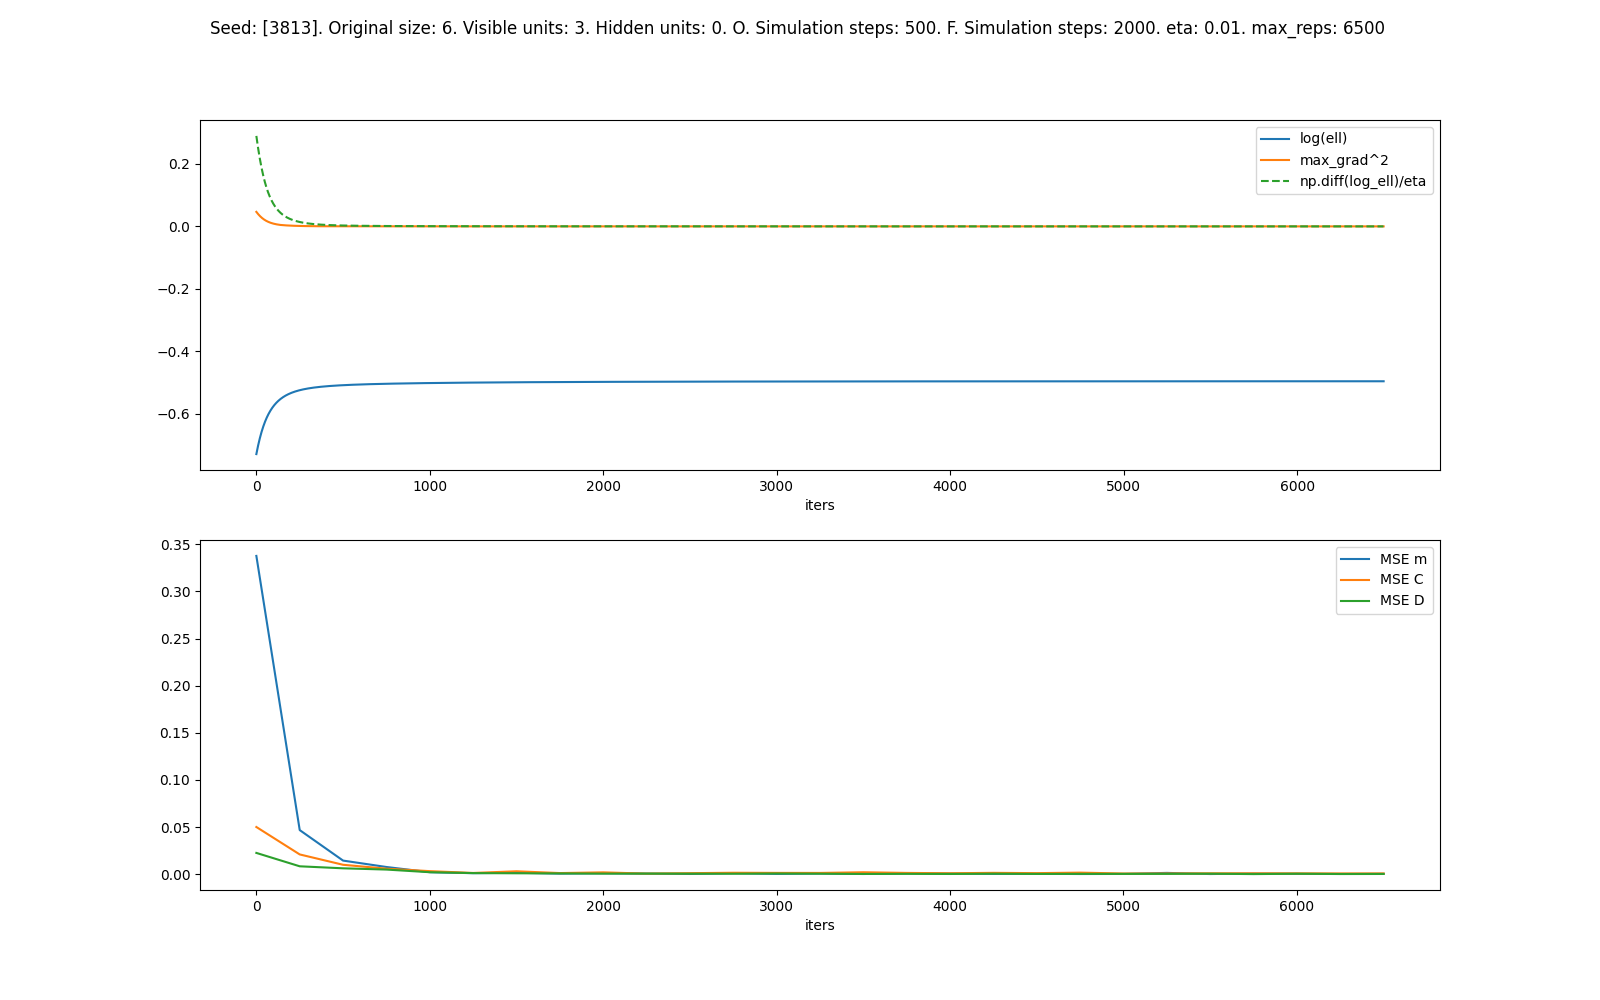 Seed: [3813]. Original size: 6. Visible units: 3. Hidden units: 0. O. Simulation steps: 500. F. Simulation steps: 2000. eta: 0.01. max_reps: 6500
log(ell)
max_grad^2
np.diff(log_ell)/eta
0.2
0.0
−0.2
−0.4
−0.6
0 1000 2000 3000 4000 5000 6000
iters
MSE m
MSE C
MSE D
0.35
0.30
0.25
0.20
0.15
0.10
0.05
0.00
0 1000 2000 3000 4000 5000 6000
iters